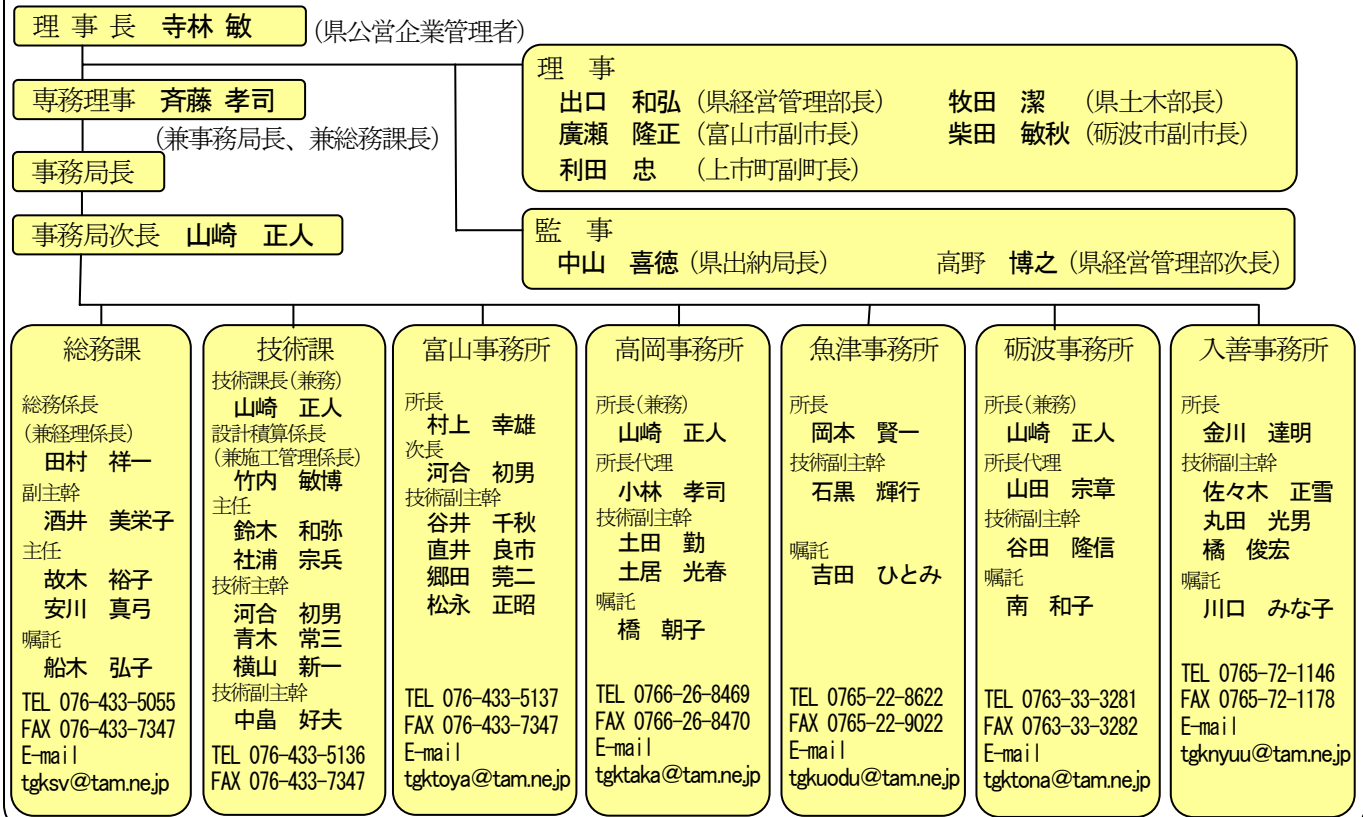 理 事 長　寺林 敏 (県公営企業管理者)
専務理事　斉藤 孝司
(兼事務局長、兼総務課長)
事務局長
事務局次長　山崎　正人
理　事
出口　和弘 (県経営管理部長)　牧田　潔　(県土木部長)
廣瀬　隆正 (富山市副市長)　柴田　敏秋 (砺波市副市長)
利田　忠　(上市町副町長)
監　事
中山　喜徳 (県出納局長)　高野　博之 (県経営管理部次長)
総務課
総務係長
(兼経理係長)
田村　祥一
副主幹
酒井　美栄子
主任
故木　裕子
安川　真弓
嘱託
船木　弘子
TEL 076-433-5055
FAX 076-433-7347
E-mail
tgksv@tam.ne.jp
技術課
技術課長(兼務)
山崎　正人
設計積算係長
(兼施工管理係長)
竹内　敏博
主任
鈴木　和弥
社浦　宗兵
技術主幹
河合　初男
青木　常三
横山　新一
技術副主幹
中畠　好夫
TEL 076-433-5136
FAX 076-433-7347
富山事務所
所長
村上　幸雄
次長
河合　初男
技術副主幹
谷井　千秋
直井　良市
郷田　莞二
松永　正昭
TEL 076-433-5137
FAX 076-433-7347
E-mail
tgktoya@tam.ne.jp
高岡事務所
所長(兼務)
山崎　正人
所長代理
小林　孝司
技術副主幹
土田　勤
土居　光春
嘱託
橋　朝子
TEL 0766-26-8469
FAX 0766-26-8470
E-mail
tgktaka@tam.ne.jp
魚津事務所
所長
岡本　賢一
技術副主幹
石黒　輝行
嘱託
吉田　ひとみ
TEL 0765-22-8622
FAX 0765-22-9022
E-mail
tgkuodu@tam.ne.jp
砺波事務所
所長(兼務)
山崎　正人
所長代理
山田　宗章
技術副主幹
谷田　隆信
嘱託
南　和子
TEL 0763-33-3281
FAX 0763-33-3282
E-mail
tgktona@tam.ne.jp
入善事務所
所長
金川　達明
技術副主幹
佐々木　正雪
丸田　光男
橘　俊宏
嘱託
川口　みな子
TEL 0765-72-1146
FAX 0765-72-1178
E-mail
tgknyuu@tam.ne.jp